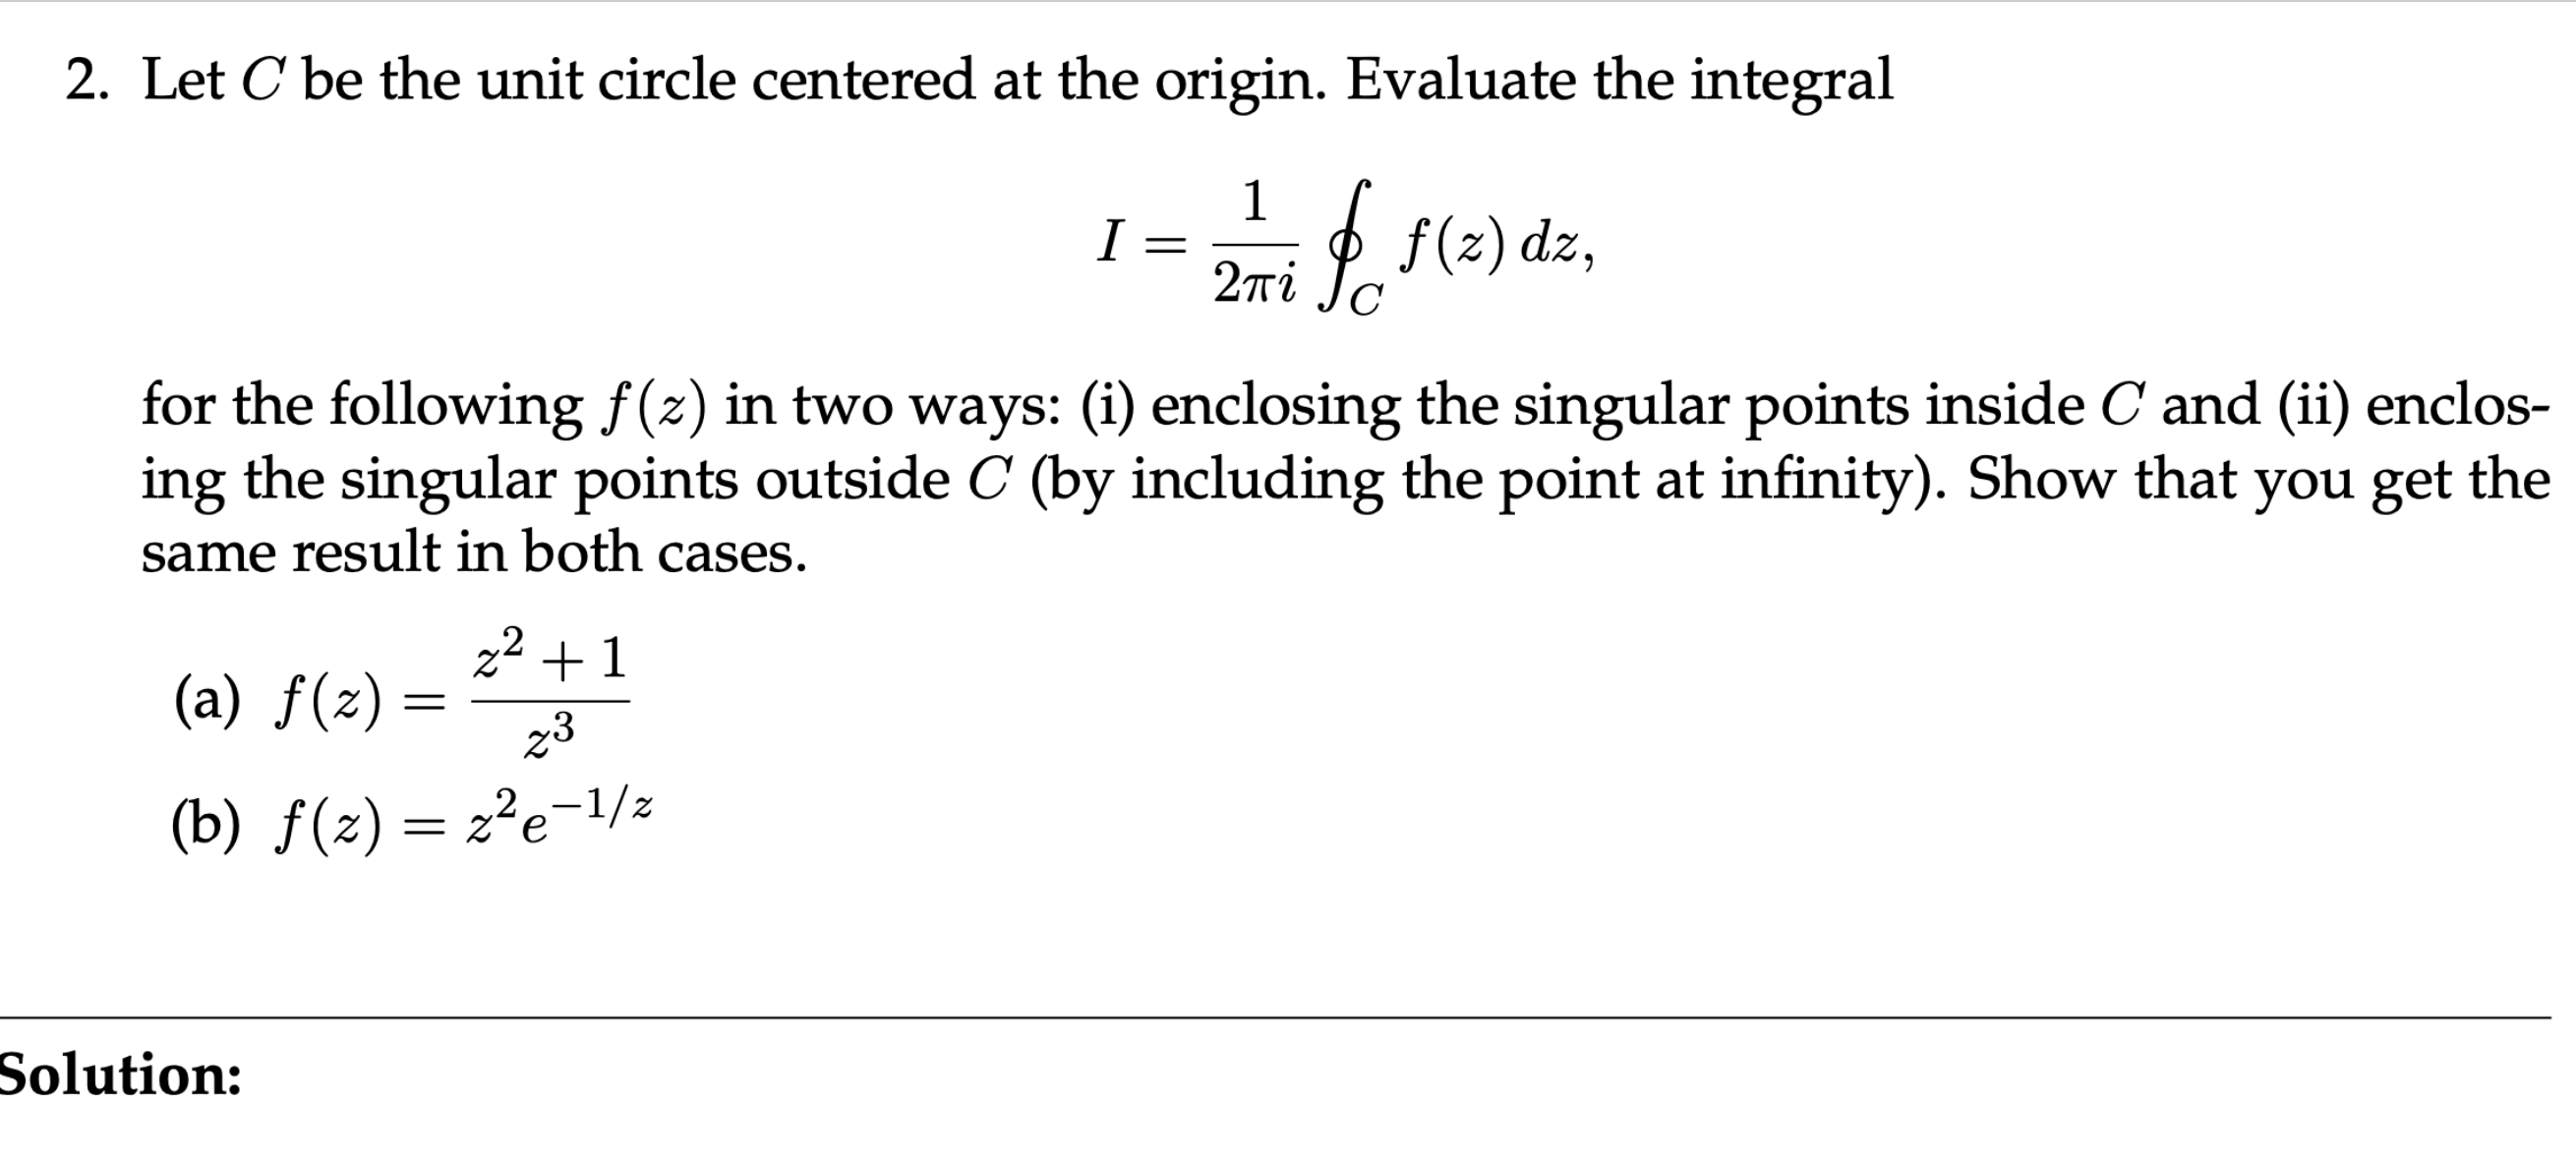 2. Let C be the unit circle centered at the origin. Evaluate the integral
I = \frac{1}{2πi} \oint_C f(z) dz,
for the following f(z) in two ways: (i) enclosing the singular points inside C and (ii) enclos-
ing the singular points outside C (by including the point at infinity). Show that you get the
same result in both cases.
(a) f(z) = \frac{z^2 + 1}{z^3}
(b) f(z) = z^2 e^{-1/z}
Solution: